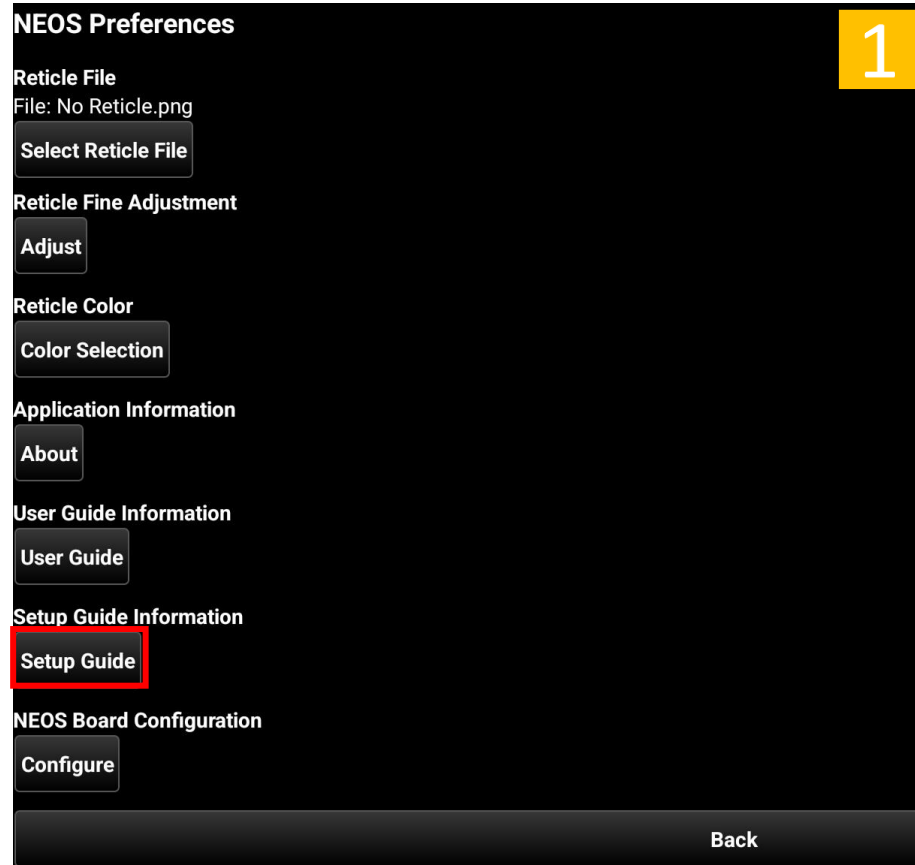 NEOS Preferences
1
Reticle File
File: No Reticle.png
Select Reticle File
Reticle Fine Adjustment
Adjust
Reticle Color
Color Selection
Application Information
About
User Guide Information
User Guide
Setup Guide Information
Setup Guide
NEOS Board Configuration
Configure
Back